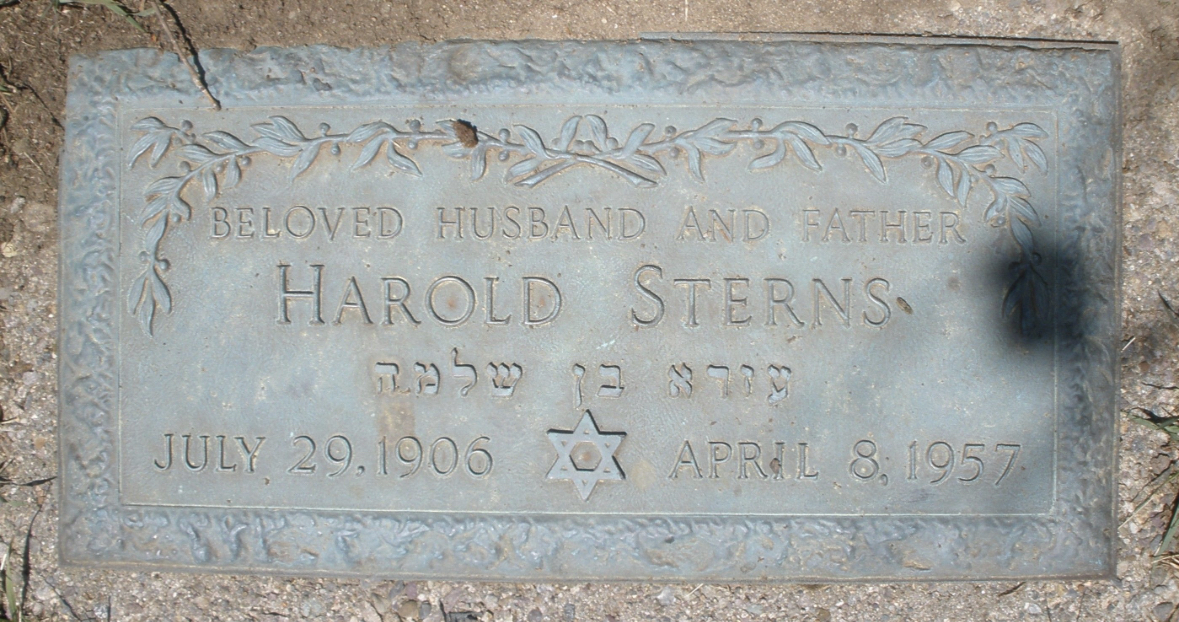 BELOVED HUSBAND AND FATHER
HAROLD STERNS
עזרא בן שלמה
JULY 29, 1906 APRIL 8, 1957